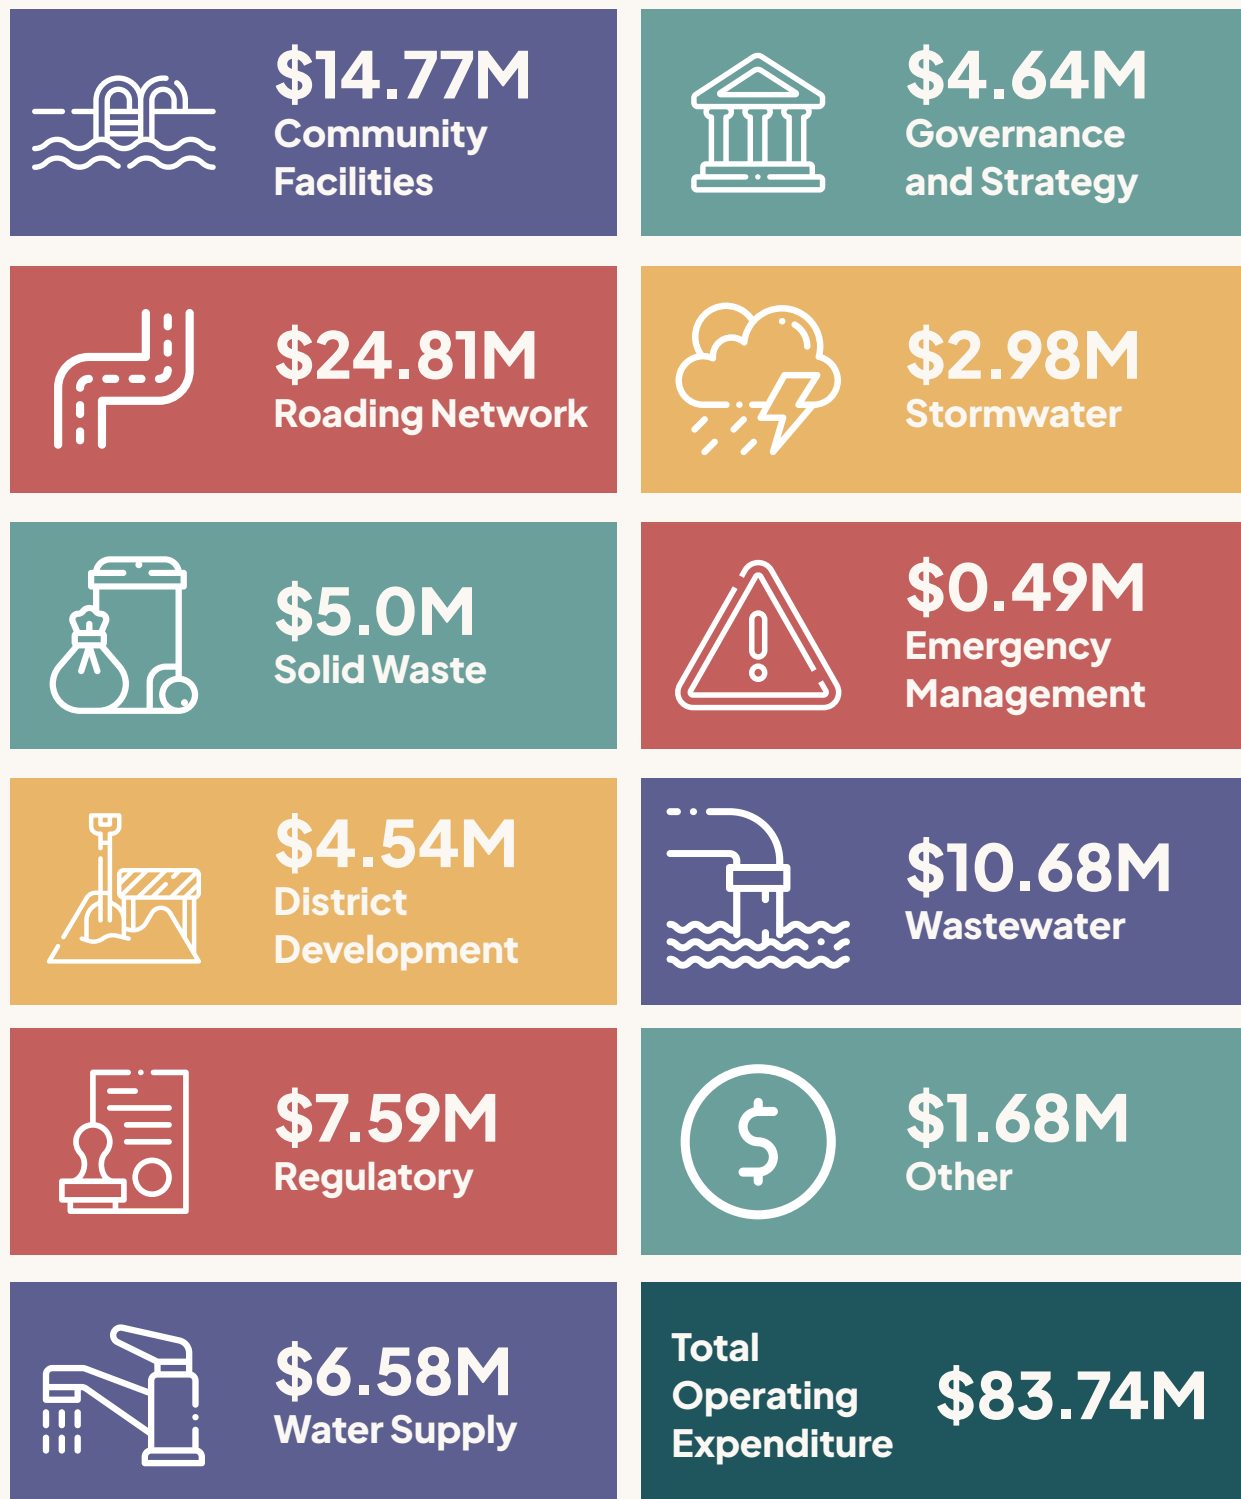 $14.77M
Community
Facilities
$4.64M
Governance
and Strategy
$24.81M
Roading Network
$2.98M
Stormwater
$5.0M
Solid Waste
$0.49M
Emergency
Management
$4.54M
District
Development
$10.68M
Wastewater
$7.59M
Regulatory
$1.68M
Other
$6.58M
Water Supply
Total
Operating
Expenditure
$83.74M